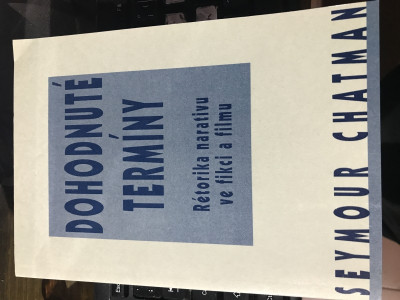 DOHODNUTÉ
TERMÍNY
Rétorika narativu
ve fikci a filmu
SEYMOUR CHATMAN